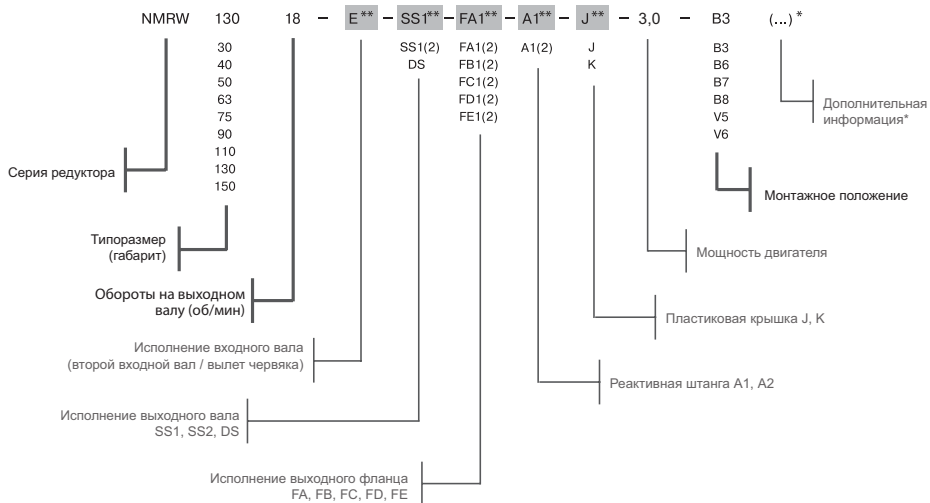 NMRW 130 18 – E** – SS1** – FA1** – A1** – J** – 3,0 – B3 (...)*
30 SS1(2) FA1(2) A1(2) J B3
40 DS FB1(2) K B6
50 FC1(2) B7
63 FD1(2) B8
75 FE1(2) V5
90 V6
110
130
150
Дополнительная
информация*
Серия редуктора
Монтажное положение
Типоразмер
(габарит)
Мощность двигателя
Обороты на выходном
валу (об/мин)
Пластиковая крышка J, K
Исполнение входного вала
(второй входной вал / вылет червяка)
Реактивная штанга A1, A2
Исполнение выходного вала
SS1, SS2, DS
Исполнение выходного фланца
FA, FB, FC, FD, FE